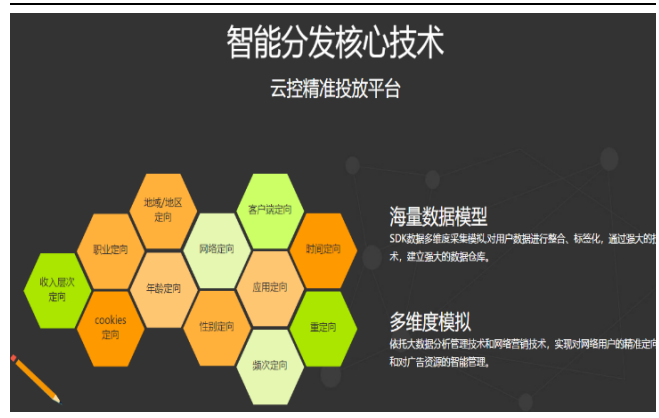 智能分发核心技术
云控精准投放平台
地域/地区
定向
客户端定向
职业定向
网络定向
时间定向
收入层次
定向
年龄定向
应用定向
cookies
定向
性别定向
重定向
频次定向
海量数据模型
SDK数据多维度采集模拟,对用户数据进行整合、标签化，通过强大的技
术，建立强大的数据仓库。
多维度模拟
依托大数据分析管理技术和网络营销技术，实现对网络用户的精准定向
和对广告资源的智能管理。